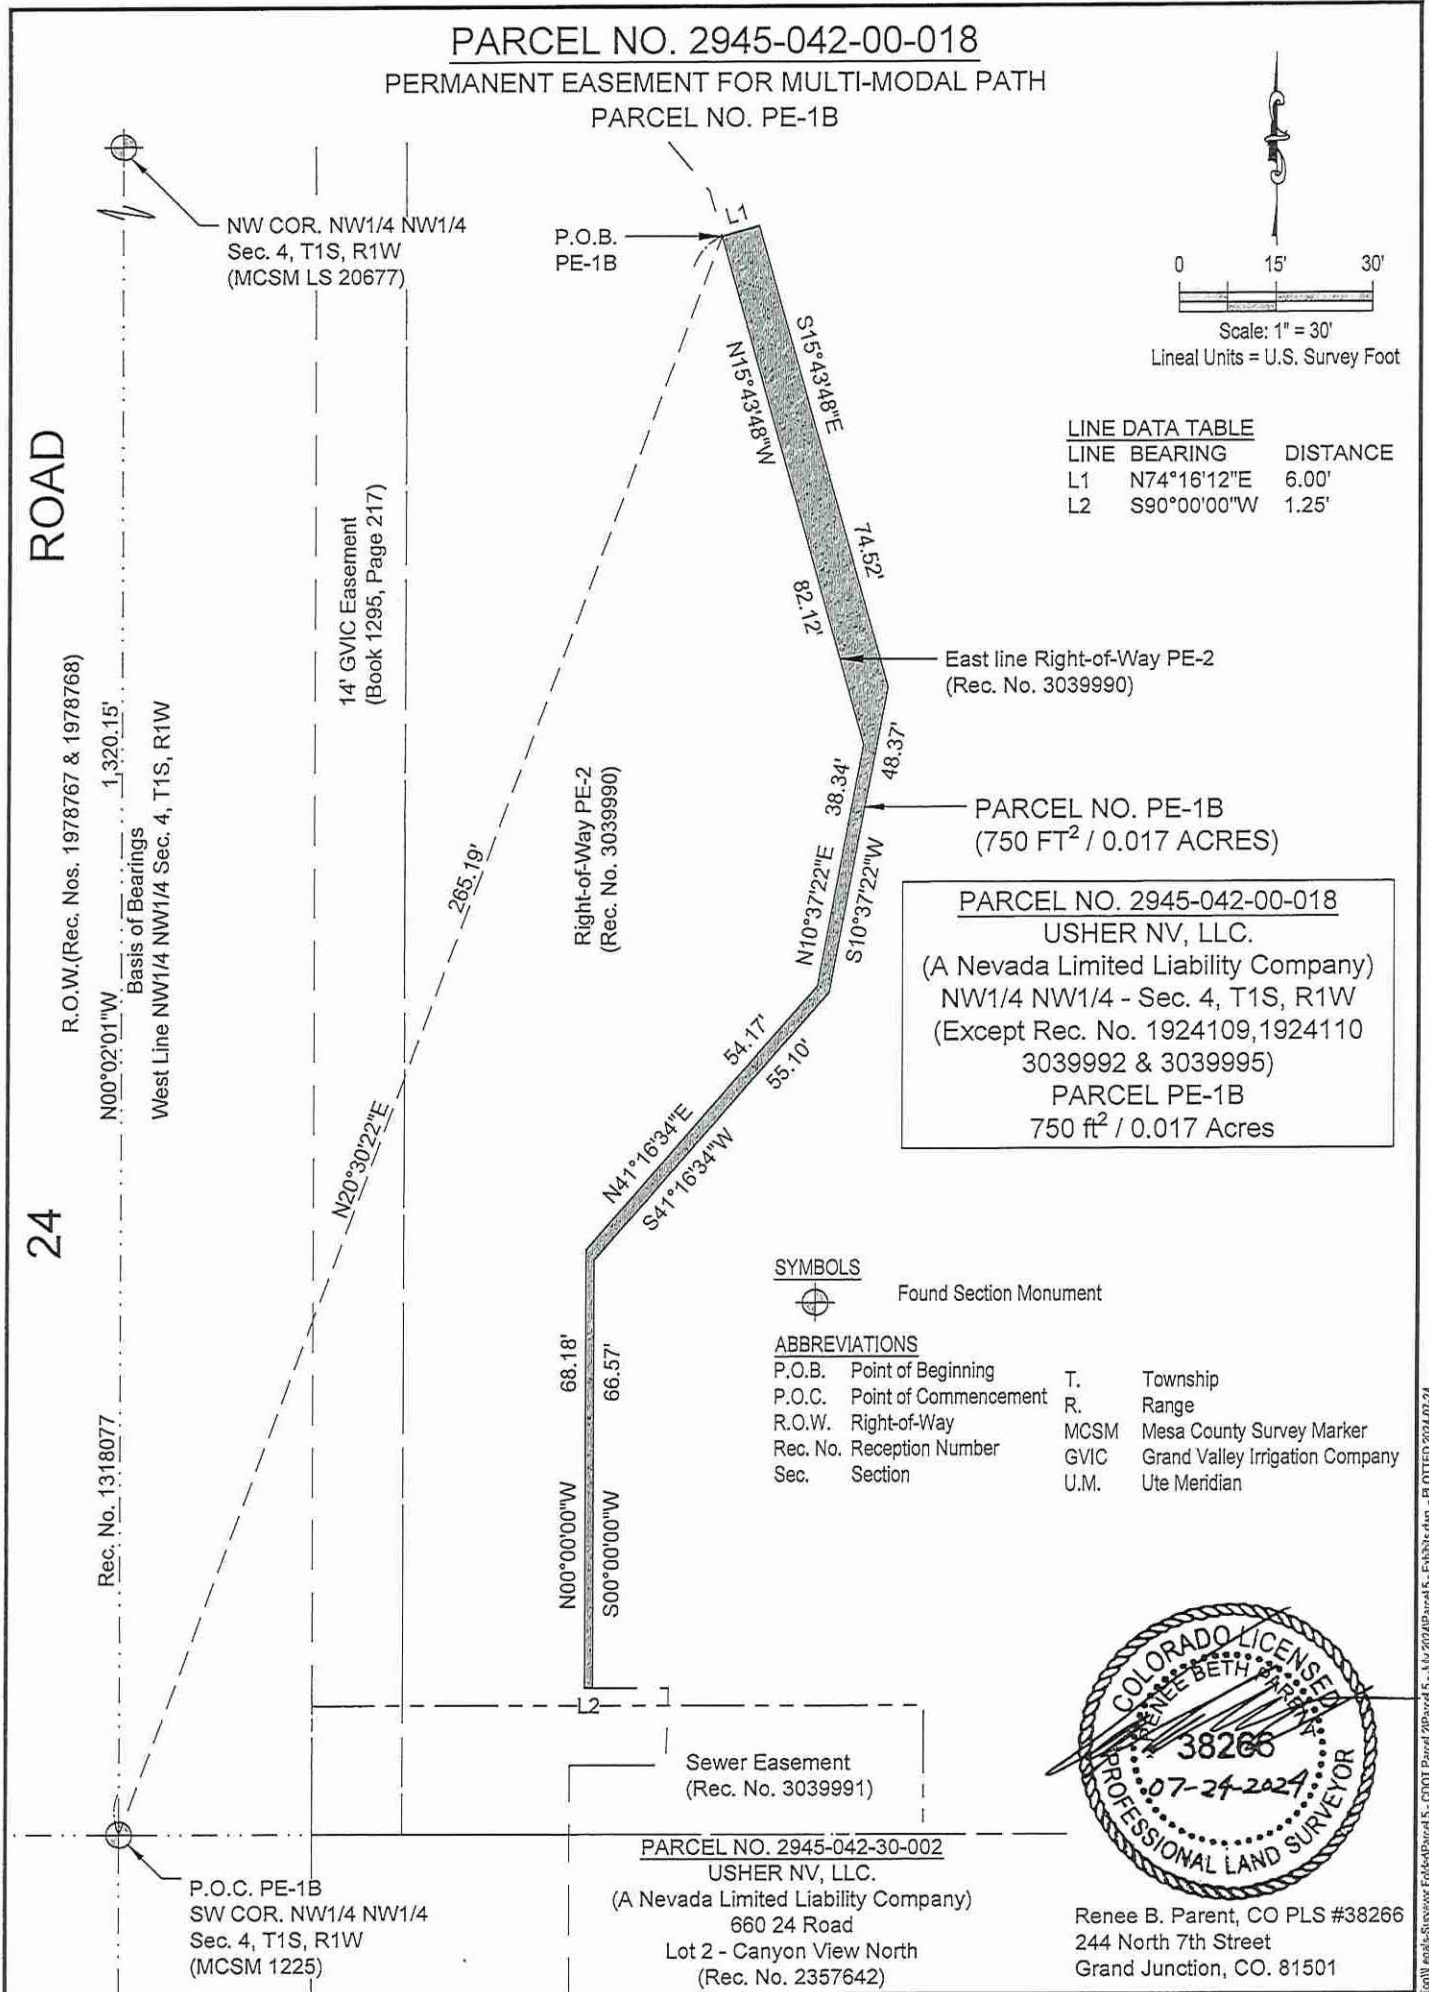 PARCEL NO. 2945-042-00-018
PERMANENT EASEMENT FOR MULTI-MODAL PATH
PARCEL NO. PE-1B
NW COR. NW1/4 NW1/4
Sec. 4, T1S, R1W
(MCSM LS 20677)
P.O.B.
PE-1B
L1
0 15' 30'
Scale: 1" = 30'
Lineal Units = U.S. Survey Foot
LINE DATA TABLE
LINE BEARING DISTANCE
L1 N74°16'12"E 6.00'
L2 S90°00'00"W 1.25'
S15°43'48"E
74.52'
N15°43'48"W
82.12'
24 ROAD
R.O.W.(Rec. Nos. 1978767 & 1978768)
N00°02'01"W 1,320.15'
Basis of Bearings
West Line NW1/4 NW1/4 Sec. 4, T1S, R1W
Rec. No. 1318077
14' GVIC Easement
(Book 1295, Page 217)
N20°30'22"E
265.19'
Right-of-Way PE-2
(Rec. No. 3039990)
East line Right-of-Way PE-2
(Rec. No. 3039990)
48.37'
38.34'
N10°37'22"E
S10°37'22"W
PARCEL NO. PE-1B
(750 FT² / 0.017 ACRES)
PARCEL NO. 2945-042-00-018
USHER NV, LLC.
(A Nevada Limited Liability Company)
NW1/4 NW1/4 - Sec. 4, T1S, R1W
(Except Rec. No. 1924109,1924110
3039992 & 3039995)
PARCEL PE-1B
750 ft² / 0.017 Acres
54.17'
55.10'
N41°16'34"E
S41°16'34"W
68.18'
66.57'
N00°00'00"W
S00°00'00"W
L2
SYMBOLS
Found Section Monument
ABBREVIATIONS
P.O.B. Point of Beginning
P.O.C. Point of Commencement
R.O.W. Right-of-Way
Rec. No. Reception Number
Sec. Section
T. Township
R. Range
MCSM Mesa County Survey Marker
GVIC Grand Valley Irrigation Company
U.M. Ute Meridian
Sewer Easement
(Rec. No. 3039991)
PARCEL NO. 2945-042-30-002
USHER NV, LLC.
(A Nevada Limited Liability Company)
660 24 Road
Lot 2 - Canyon View North
(Rec. No. 2357642)
P.O.C. PE-1B
SW COR. NW1/4 NW1/4
Sec. 4, T1S, R1W
(MCSM 1225)
COLORADO LICENSED
RENEE BETH PARENT
38266
07-24-2024
PROFESSIONAL LAND SURVEYOR
Renee B. Parent, CO PLS #38266
244 North 7th Street
Grand Junction, CO. 81501
PLOTTED 2024-07-24